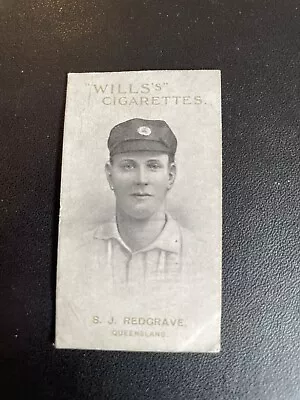 "WILLS'S"
CIGARETTES.
S. J. REDGRAVE,
QUEENSLAND.